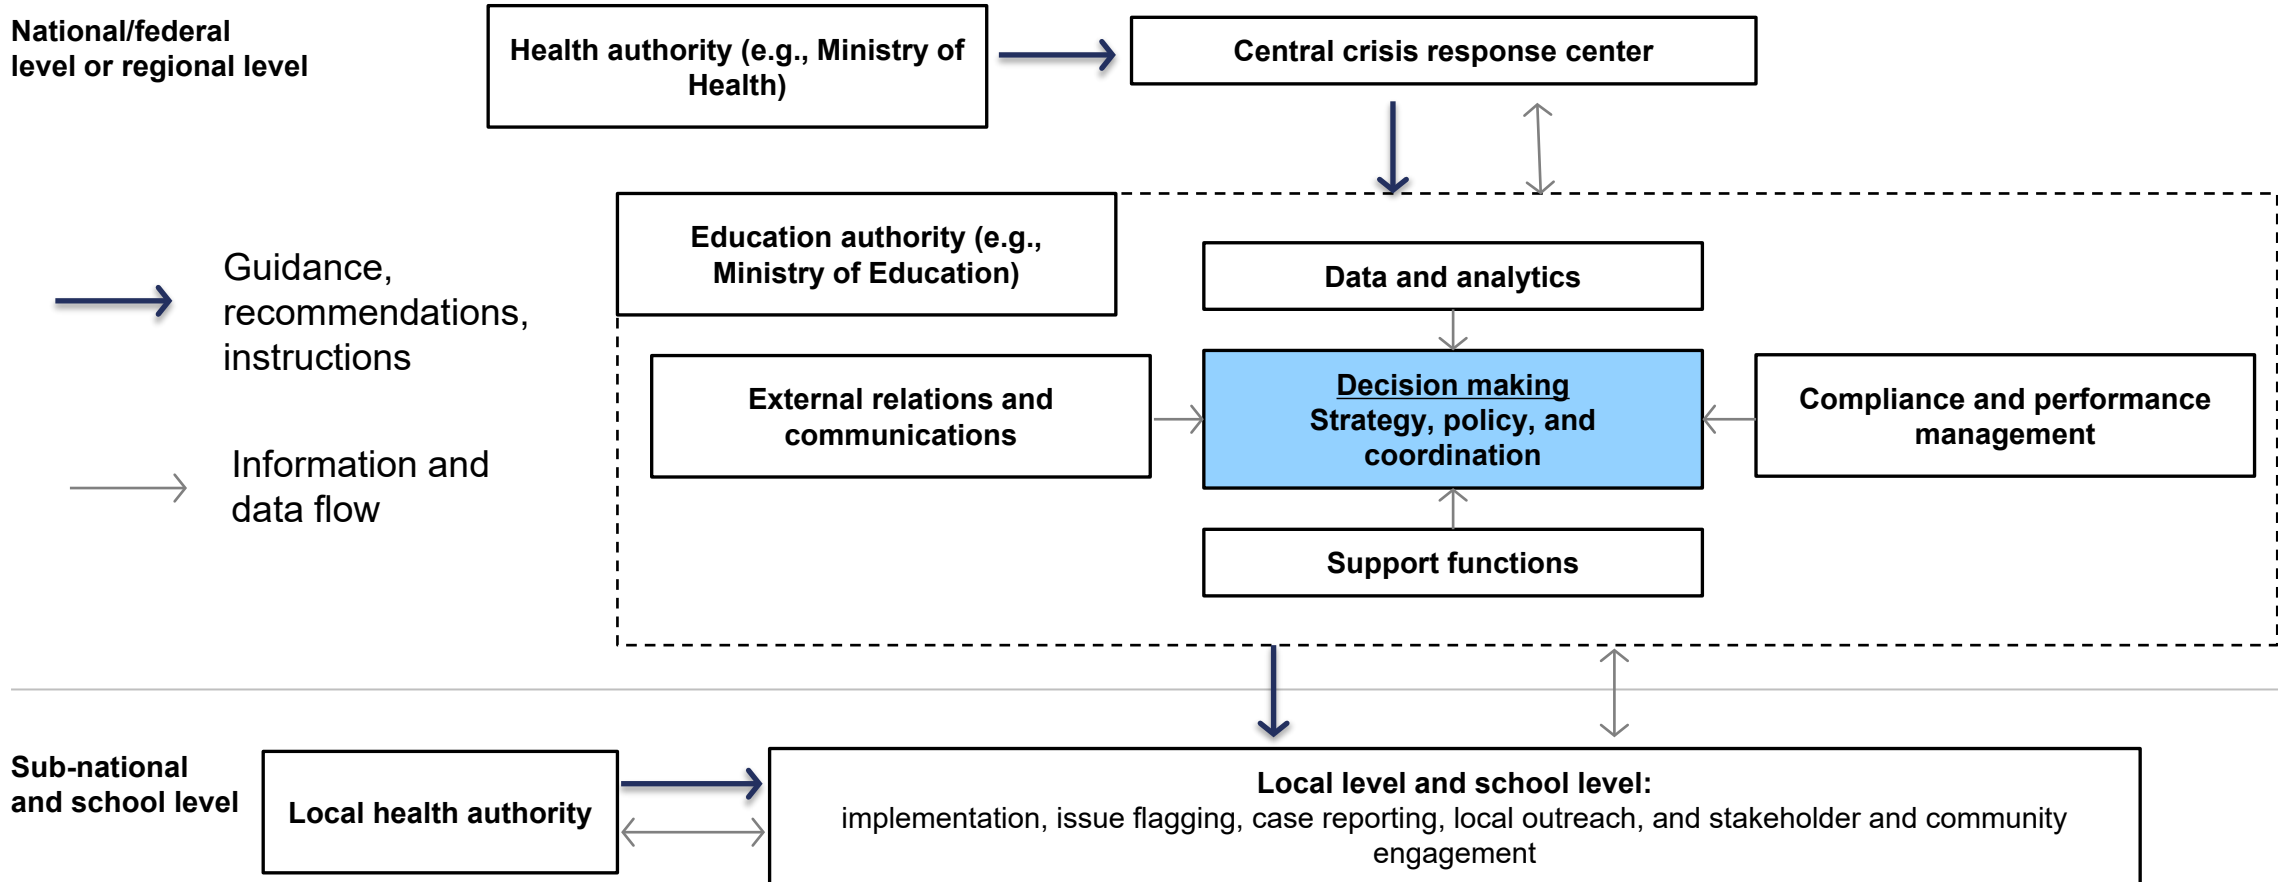 National/federal
level or regional level
Health authority (e.g., Ministry of
Health)
Central crisis response center
Education authority (e.g.,
Ministry of Education)
Data and analytics
Guidance,
recommendations,
instructions
External relations and
communications
Decision making
Strategy, policy, and
coordination
Compliance and performance
management
Information and
data flow
Support functions
Sub-national
and school level
Local health authority
Local level and school level:
implementation, issue flagging, case reporting, local outreach, and stakeholder and community
engagement